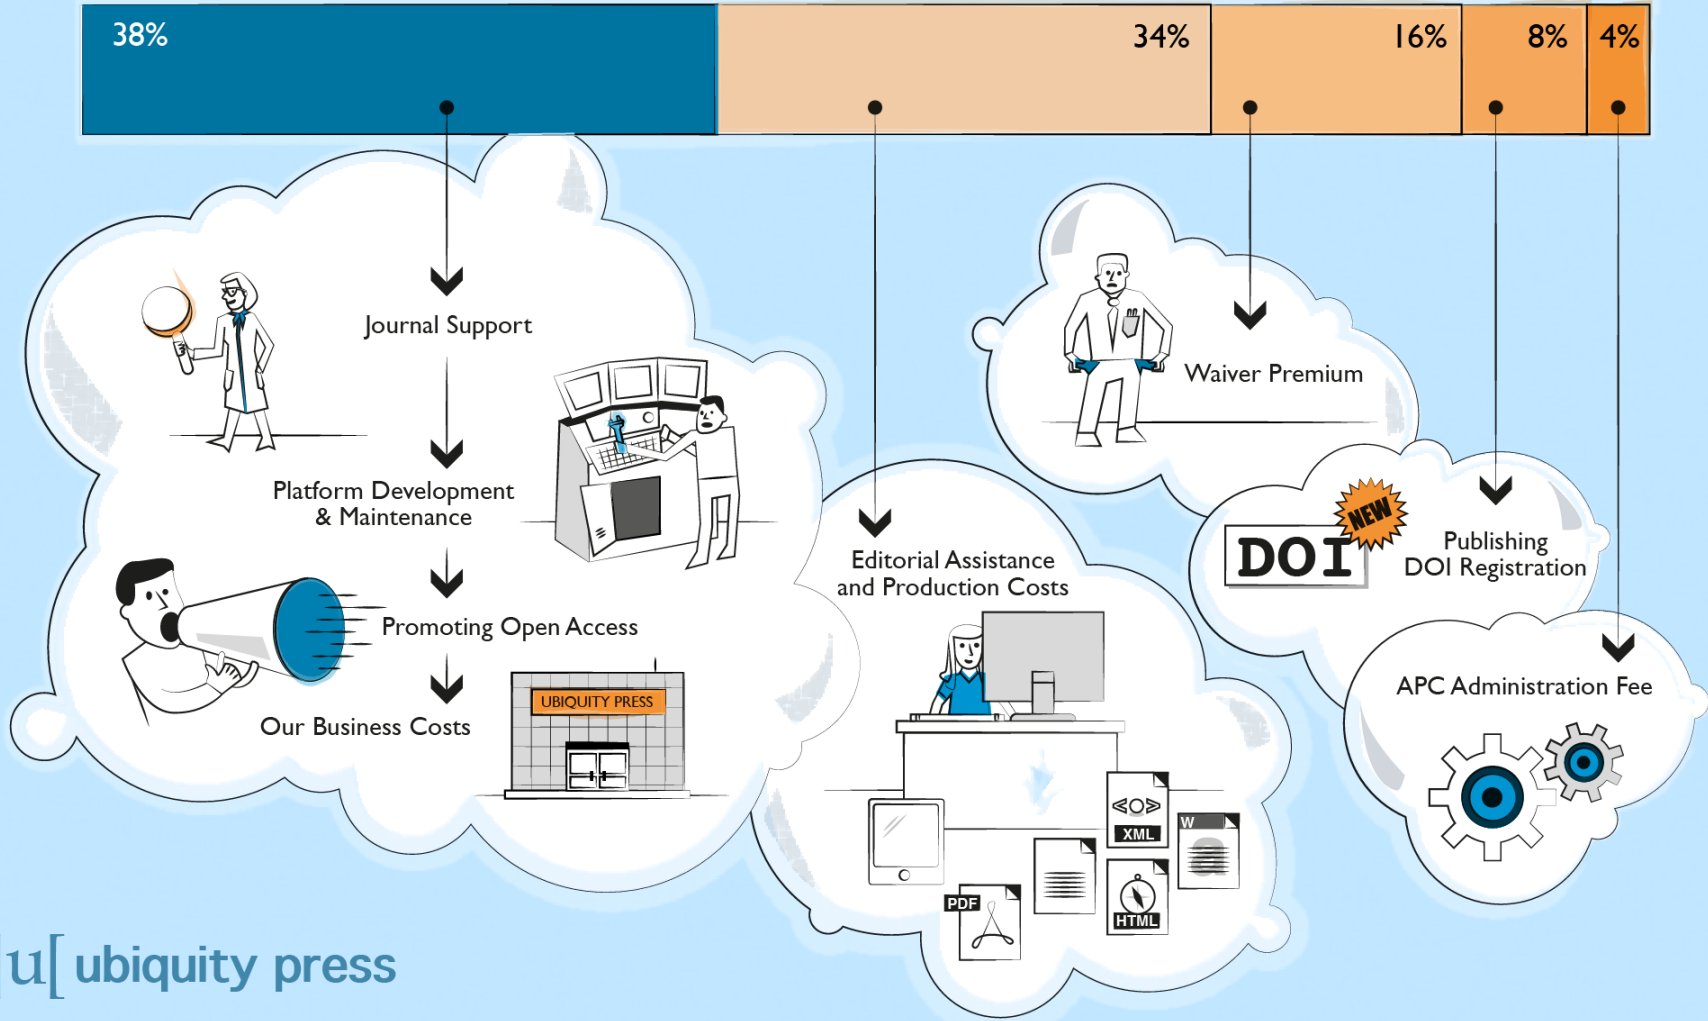 38%
34%
16%
8%
4%
Journal Support
Platform Development
& Maintenance
Promoting Open Access
UBIQUITY PRESS
Our Business Costs
Editorial Assistance
and Production Costs
XML
W
PDF
HTML
Waiver Premium
NEW
DOI
Publishing
DOI Registration
APC Administration Fee
]u[ ubiquity press